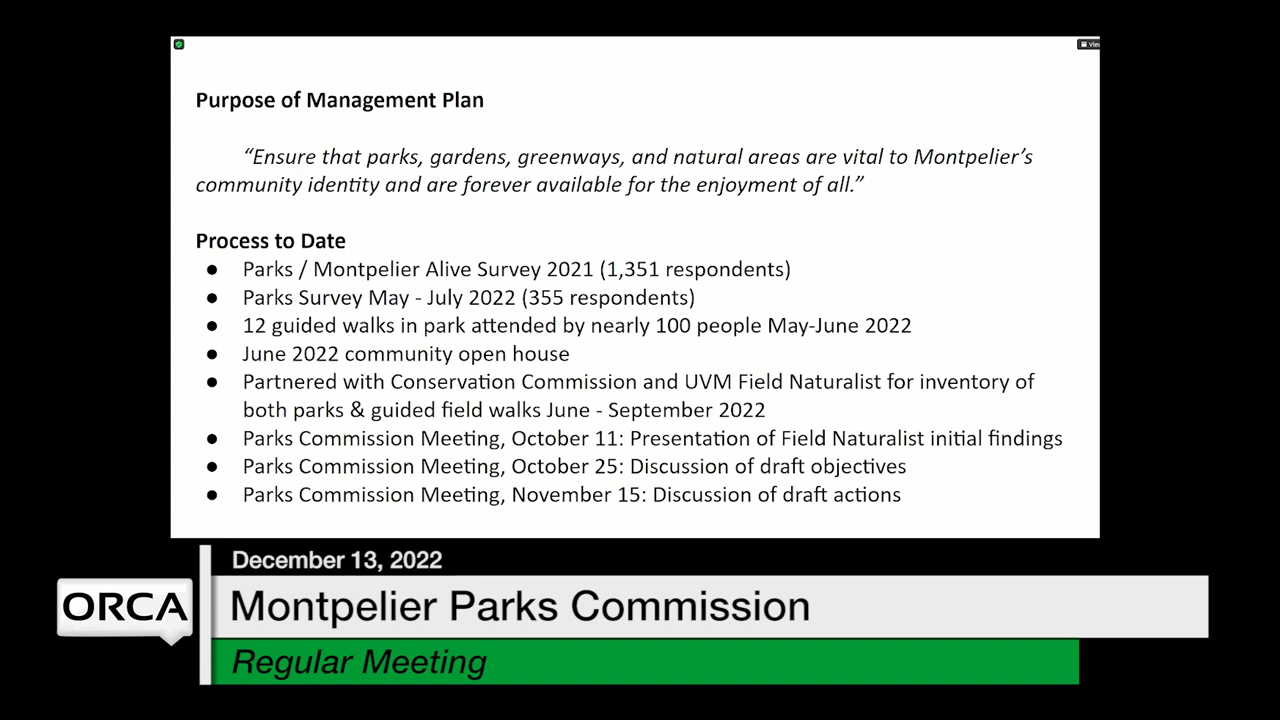 View
Purpose of Management Plan
“Ensure that parks, gardens, greenways, and natural areas are vital to Montpelier’s
community identity and are forever available for the enjoyment of all.”
Process to Date
● Parks / Montpelier Alive Survey 2021 (1,351 respondents)
● Parks Survey May - July 2022 (355 respondents)
● 12 guided walks in park attended by nearly 100 people May-June 2022
● June 2022 community open house
● Partnered with Conservation Commission and UVM Field Naturalist for inventory of
both parks & guided field walks June - September 2022
● Parks Commission Meeting, October 11: Presentation of Field Naturalist initial findings
● Parks Commission Meeting, October 25: Discussion of draft objectives
● Parks Commission Meeting, November 15: Discussion of draft actions
December 13, 2022
ORCA
Montpelier Parks Commission
Regular Meeting